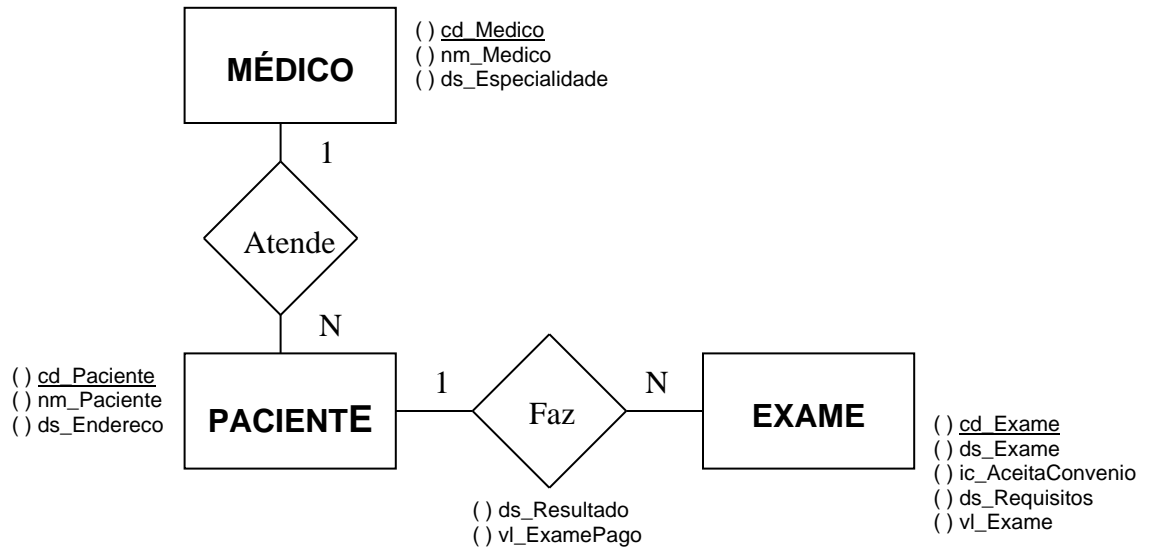 MÉDICO
( ) cd_Medico
( ) nm_Medico
( ) ds_Especialidade
1
Atende
N
( ) cd_Paciente
( ) nm_Paciente
( ) ds_Endereco
PACIENTE
1
Faz
N
( ) ds_Resultado
( ) vl_ExamePago
EXAME
( ) cd_Exame
( ) ds_Exame
( ) ic_AceitaConvenio
( ) ds_Requisitos
( ) vl_Exame